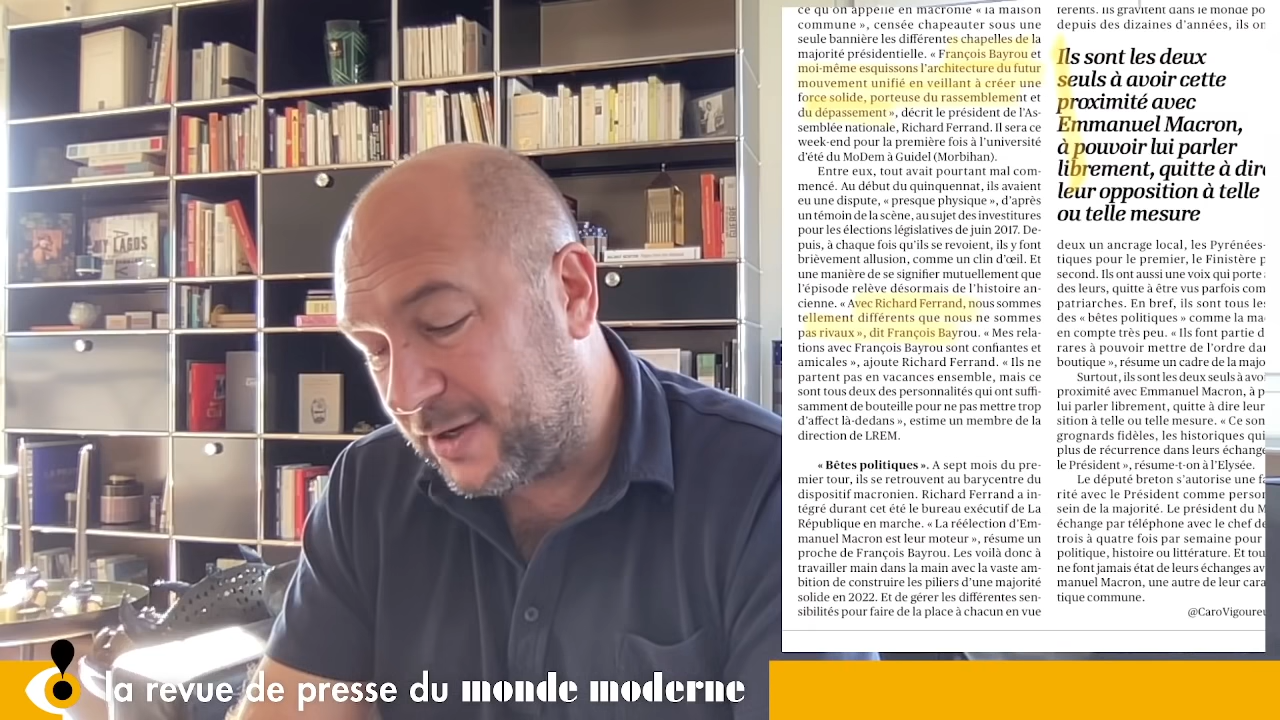 ce qu'on appelle en macronie « la maison
commune », censée chapeauter sous une
seule bannière les différentes chapelles de la
majorité présidentielle. « François Bayrou et
moi-même esquissons l'architecture du futur
mouvement unifié en veillant à créer une
force solide, porteuse du rassemblement et
du dépassement », décrit le président de l'As-
semblée nationale, Richard Ferrand. Il sera ce
week-end pour la première fois à l'université
d'été du MoDem à Guidel (Morbihan).
Entre eux, tout avait pourtant mal com-
mencé. Au début du quinquennat, ils avaient
eu une dispute, « presque physique », d'après
un témoin de la scène, au sujet des investitures
pour les élections législatives de juin 2017. De-
puis, à chaque fois qu'ils se revoient, ils y font
brièvement allusion, comme un clin d'œil. Et
une manière de se signifier mutuellement que
l'épisode relève désormais de l'histoire an-
cienne. « Avec Richard Ferrand, nous sommes
tellement différents que nous ne sommes
pas rivaux », dit François Bayrou. « Mes rela-
tions avec François Bayrou sont confiantes et
amicales », ajoute Richard Ferrand. « Ils ne
partent pas en vacances ensemble, mais ce
sont tous deux des personnalités qui ont suffi-
samment de bouteille pour ne pas mettre trop
d'affect là-dedans », estime un membre de la
direction de LREM.
« Bêtes politiques ». A sept mois du pre-
mier tour, ils se retrouvent au barycentre du
dispositif macronien. Richard Ferrand a in-
tégré durant cet été le bureau exécutif de La
République en marche. « La réélection d'Em-
manuel Macron est leur moteur », résume un
proche de François Bayrou. Les voilà donc à
travailler main dans la main avec la vaste am-
bition de construire les piliers d'une majorité
solide en 2022. Et de gérer les différentes sen-
sibilités pour faire de la place à chacun en vue
férents. Ils gravitent dans le monde po
depuis des dizaines d'années, ils on
Ils sont les deux
seuls à avoir cette
proximité avec
Emmanuel Macron,
à pouvoir lui parler
librement, quitte à dire
leur opposition à telle
ou telle mesure
deux un ancrage local, les Pyrénées-
tiques pour le premier, le Finistère p
second. Ils ont aussi une voix qui porte
des leurs, quitte à être vus parfois com
patriarches. En bref, ils sont tous les
des « bêtes politiques » comme la ma
en compte très peu. « Ils font partie d
rares à pouvoir mettre de l'ordre dan
boutique », résume un cadre de la majo
Surtout, ils sont les deux seuls à avo
proximité avec Emmanuel Macron, à p
lui parler librement, quitte à dire leur
sition à telle ou telle mesure. « Ce son
grognards fidèles, les historiques qui
plus de récurrence dans leurs échange
le Président », résume-t-on à l'Elysée.
Le député breton s'autorise une fa
rité avec le Président comme person
sein de la majorité. Le président du M
échange par téléphone avec le chef de
trois à quatre fois par semaine pour
politique, histoire ou littérature. Et tou
ne font jamais état de leurs échanges av
manuel Macron, une autre de leur cara
tique commune.
@CaroVigoureu
MY LAGOS
la revue de presse du monde moderne